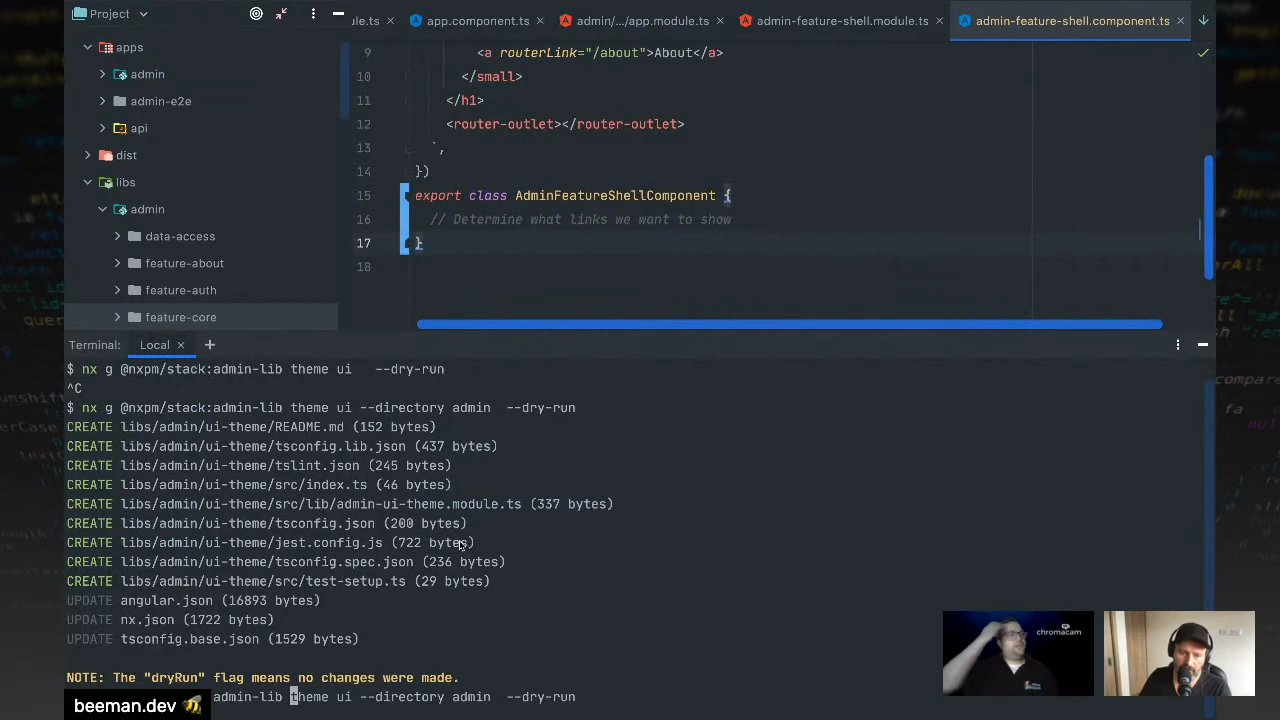 Project
ule.ts
app.component.ts
admin/.../app.module.ts
admin-feature-shell.module.ts
admin-feature-shell.component.ts
apps
admin
admin-e2e
api
dist
libs
admin
data-access
feature-about
feature-auth
feature-core
9 <a routerLink="/about">About</a>
10 </small>
11 </h1>
12 <router-outlet></router-outlet>
13 `,
14 })
15 export class AdminFeatureShellComponent {
16 // Determine what links we want to show
17 }
18
Terminal: Local
$ nx g @nxpm/stack:admin-lib theme ui --dry-run
^C
$ nx g @nxpm/stack:admin-lib theme ui --directory admin --dry-run
CREATE libs/admin/ui-theme/README.md (152 bytes)
CREATE libs/admin/ui-theme/tsconfig.lib.json (437 bytes)
CREATE libs/admin/ui-theme/tslint.json (245 bytes)
CREATE libs/admin/ui-theme/src/index.ts (46 bytes)
CREATE libs/admin/ui-theme/src/lib/admin-ui-theme.module.ts (337 bytes)
CREATE libs/admin/ui-theme/tsconfig.json (200 bytes)
CREATE libs/admin/ui-theme/jest.config.js (722 bytes)
CREATE libs/admin/ui-theme/tsconfig.spec.json (236 bytes)
CREATE libs/admin/ui-theme/src/test-setup.ts (29 bytes)
UPDATE angular.json (16893 bytes)
UPDATE nx.json (1722 bytes)
UPDATE tsconfig.base.json (1529 bytes)
NOTE: The "dryRun" flag means no changes were made.
admin-lib theme ui --directory admin --dry-run
beeman.dev
chromacam